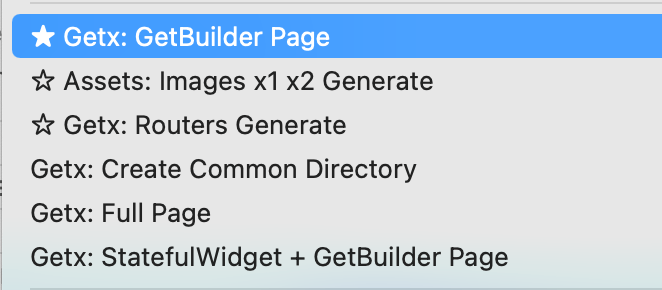 ★ Getx: GetBuilder Page
☆ Assets: Images x1 x2 Generate
☆ Getx: Routers Generate
Getx: Create Common Directory
Getx: Full Page
Getx: StatefulWidget + GetBuilder Page